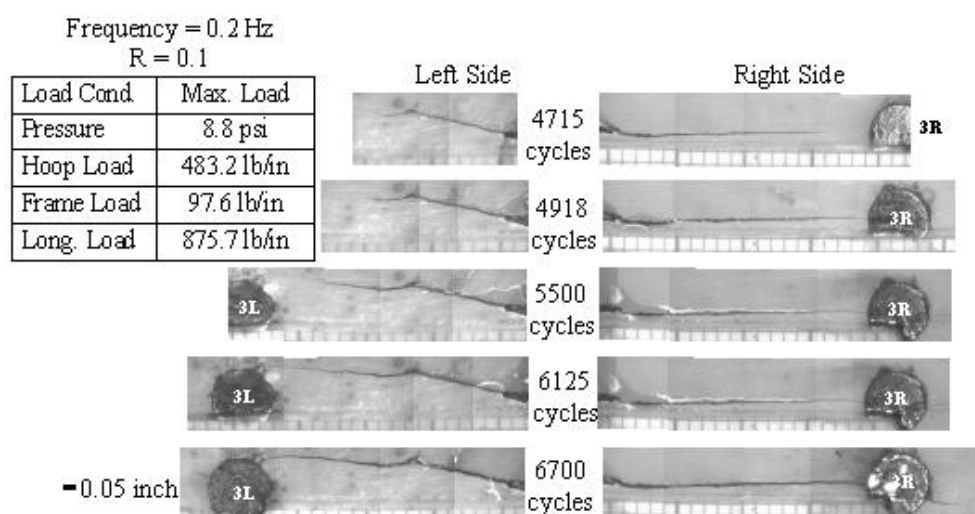 Frequency = 0.2 Hz
R = 0.1
Load Cond Max. Load
Pressure 8.8 psi
Hoop Load 483.2 lb/in
Frame Load 97.6 lb/in
Long. Load 875.7 lb/in
Left Side Right Side
4715
cycles
3R
4918
cycles
3R
5500
cycles
3L
3R
6125
cycles
3L
3R
6700
cycles
3L
3R
0.05 inch